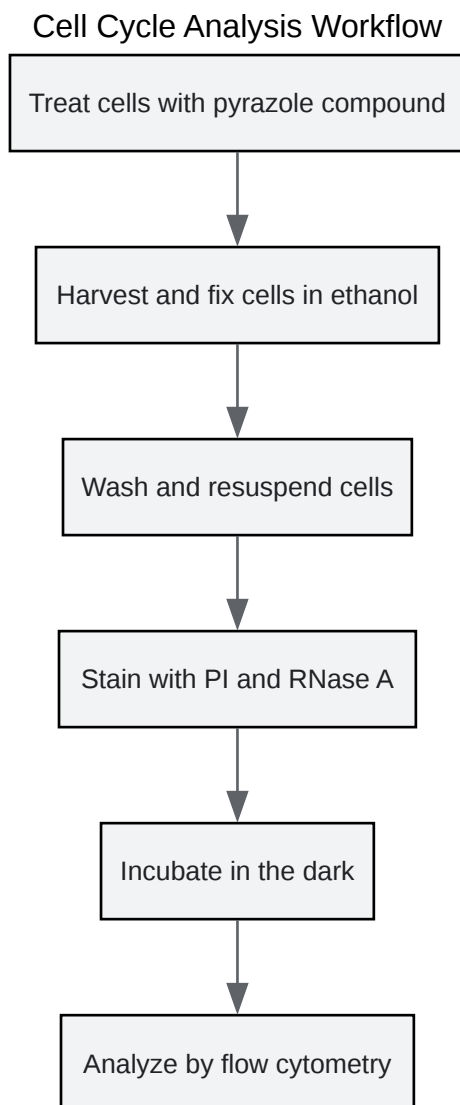 Cell Cycle Analysis Workflow
Treat cells with pyrazole compound
Harvest and fix cells in ethanol
Wash and resuspend cells
Stain with PI and RNase A
Incubate in the dark
Analyze by flow cytometry